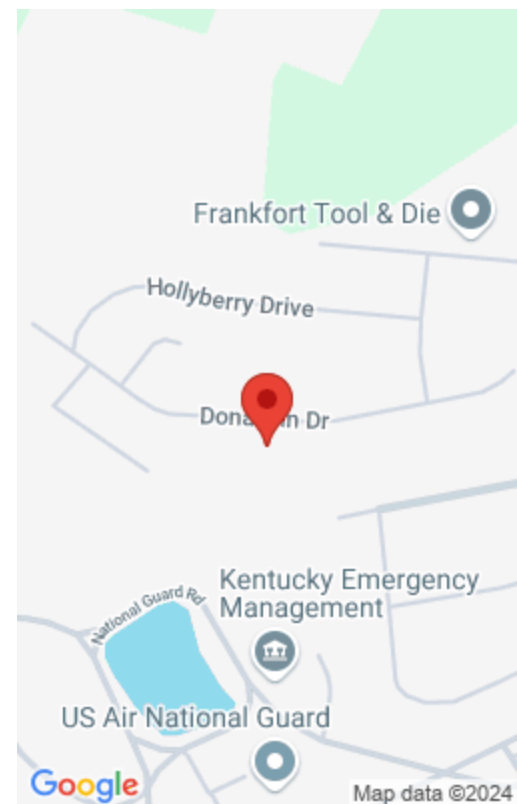 Frankfort Tool & Die
Hollyberry Drive
Dr
National Guard Rd
Kentucky Emergency
Management
US Air National Guard
Google
Map data ©2024